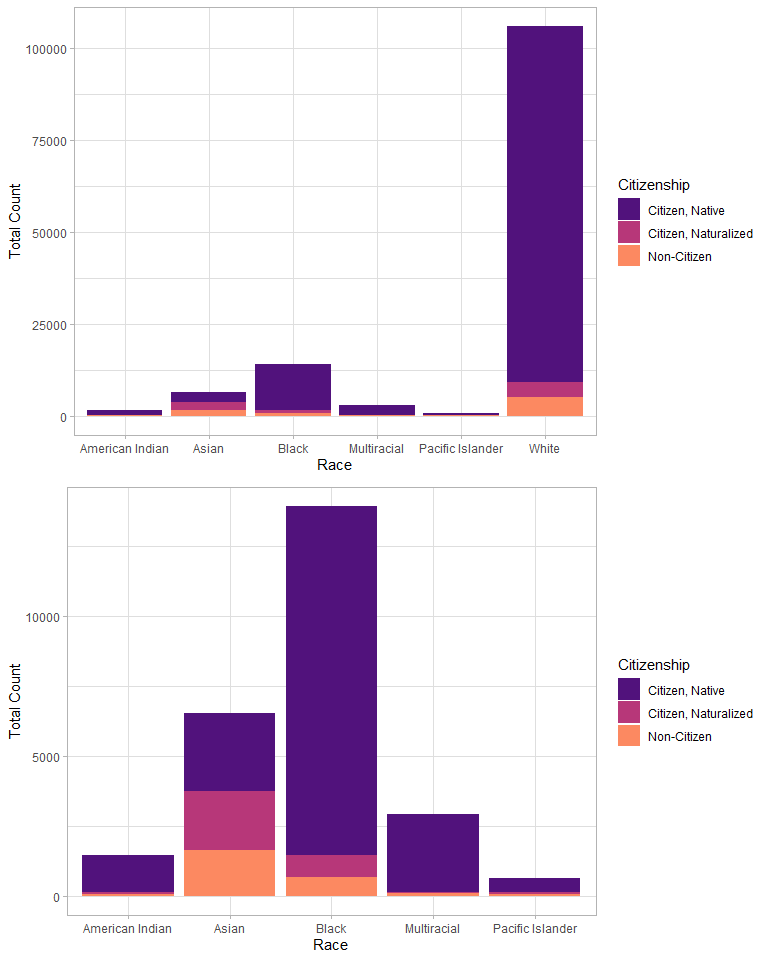 100000
75000
50000
25000
0
Total Count
American Indian Asian Black Multiracial Pacific Islander White
Race
Citizenship
Citizen, Native
Citizen, Naturalized
Non-Citizen
10000
5000
0
Total Count
American Indian Asian Black Multiracial Pacific Islander
Race
Citizenship
Citizen, Native
Citizen, Naturalized
Non-Citizen